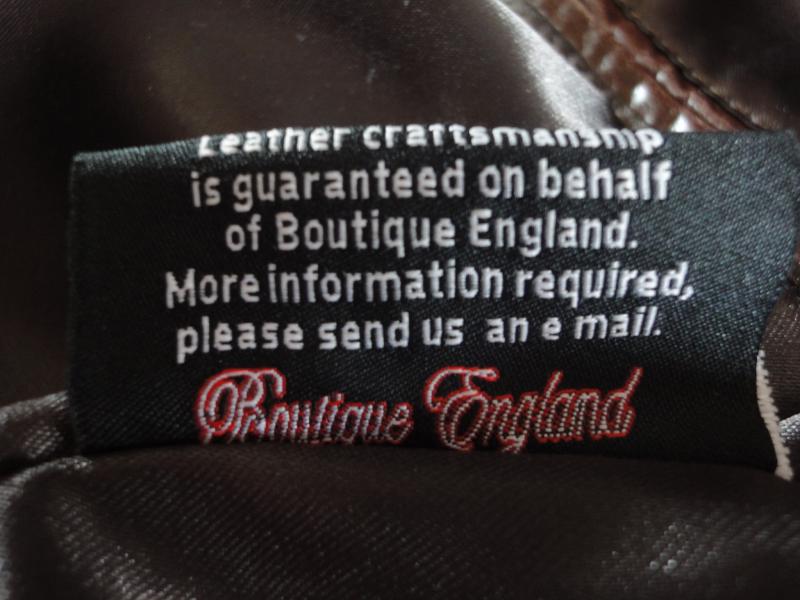 Leather craftsmanship
is guaranteed on behalf
of Boutique England.
More information required,
please send us an e mail.
Boutique England